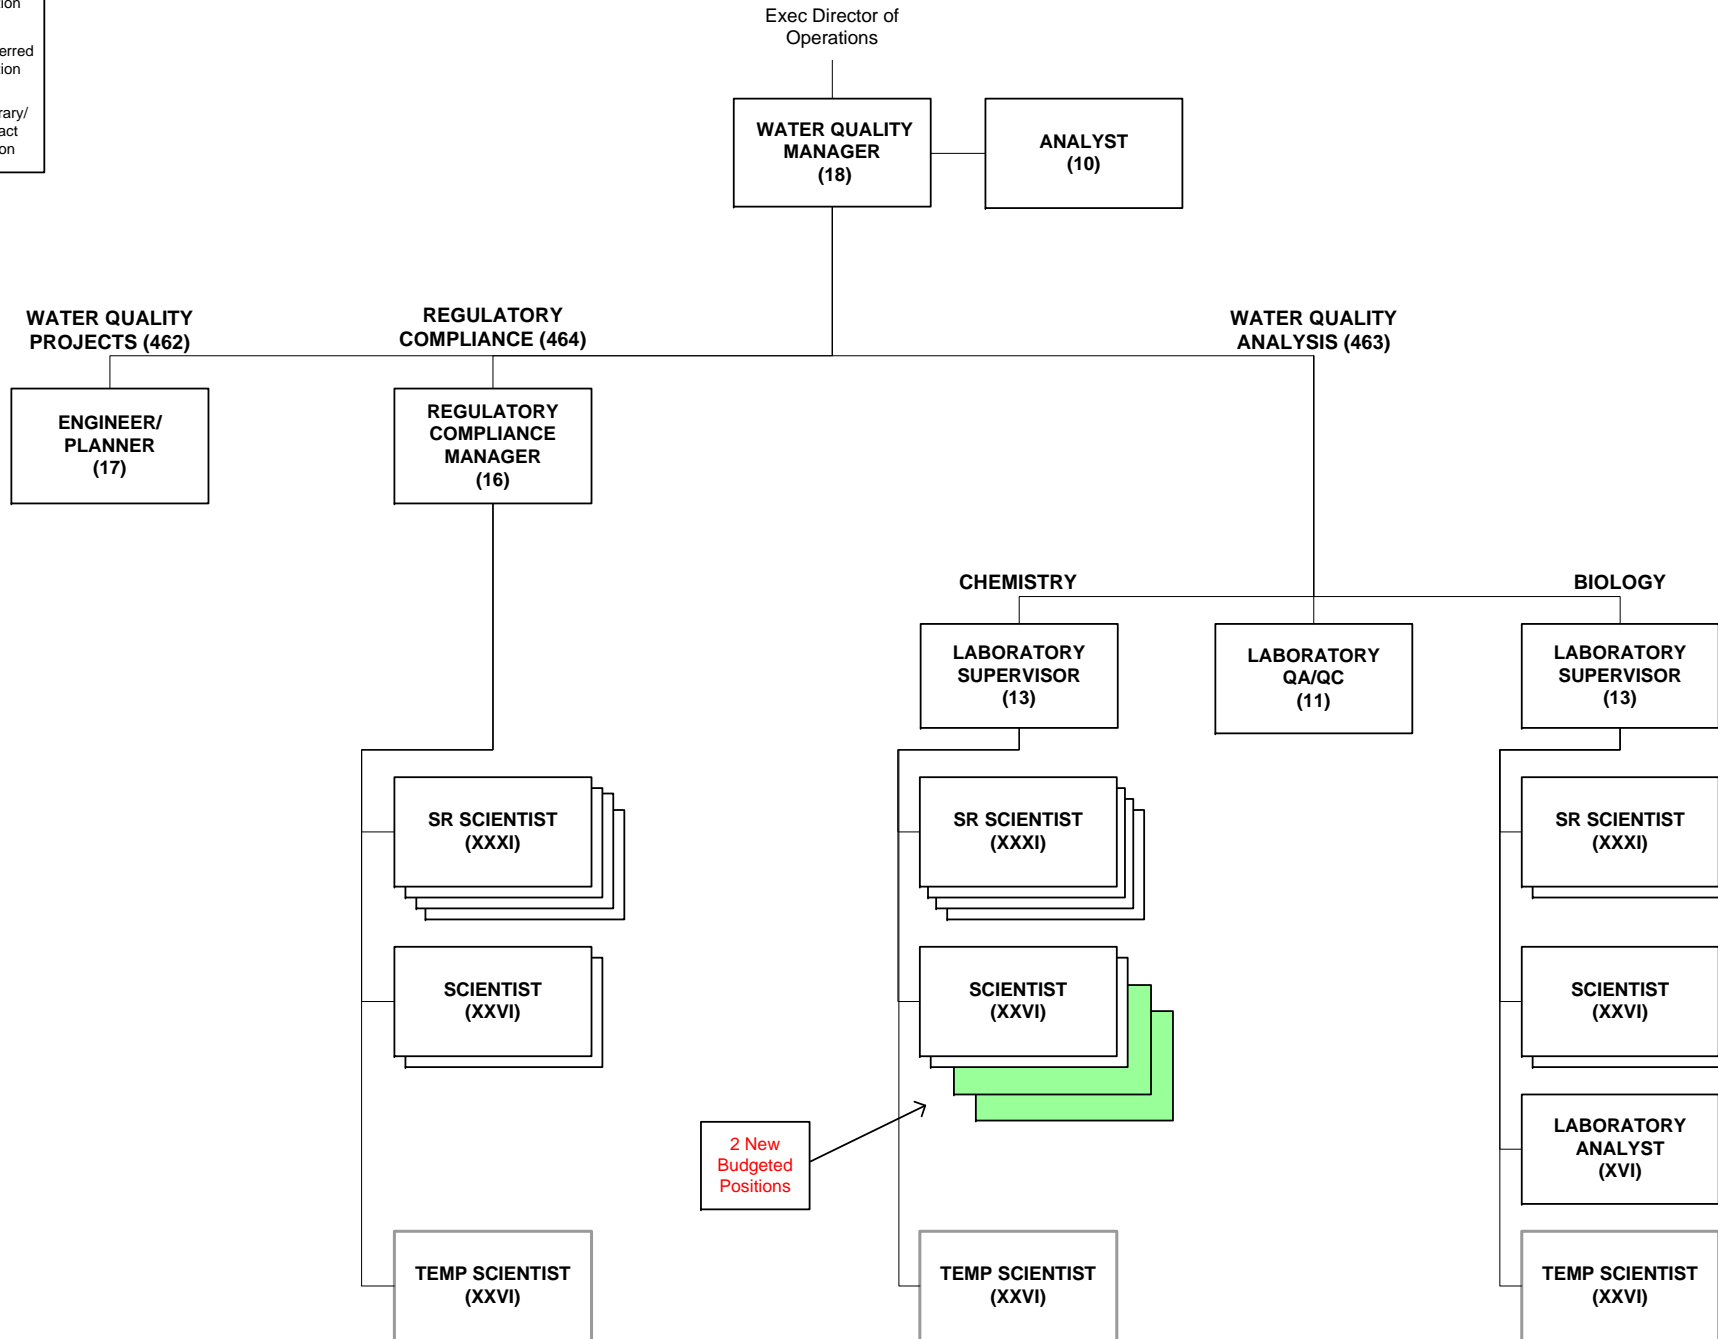 Exec Director of
Operations
WATER QUALITY
MANAGER
(18)
ANALYST
(10)
WATER QUALITY
PROJECTS (462)
REGULATORY
COMPLIANCE (464)
WATER QUALITY
ANALYSIS (463)
ENGINEER/
PLANNER
(17)
REGULATORY
COMPLIANCE
MANAGER
(16)
CHEMISTRY
BIOLOGY
LABORATORY
SUPERVISOR
(13)
LABORATORY
QA/QC
(11)
LABORATORY
SUPERVISOR
(13)
SR SCIENTIST
(XXXI)
SR SCIENTIST
(XXXI)
SR SCIENTIST
(XXXI)
SCIENTIST
(XXVI)
SCIENTIST
(XXVI)
SCIENTIST
(XXVI)
2 New
Budgeted
Positions
LABORATORY
ANALYST
(XVI)
TEMP SCIENTIST
(XXVI)
TEMP SCIENTIST
(XXVI)
TEMP SCIENTIST
(XXVI)